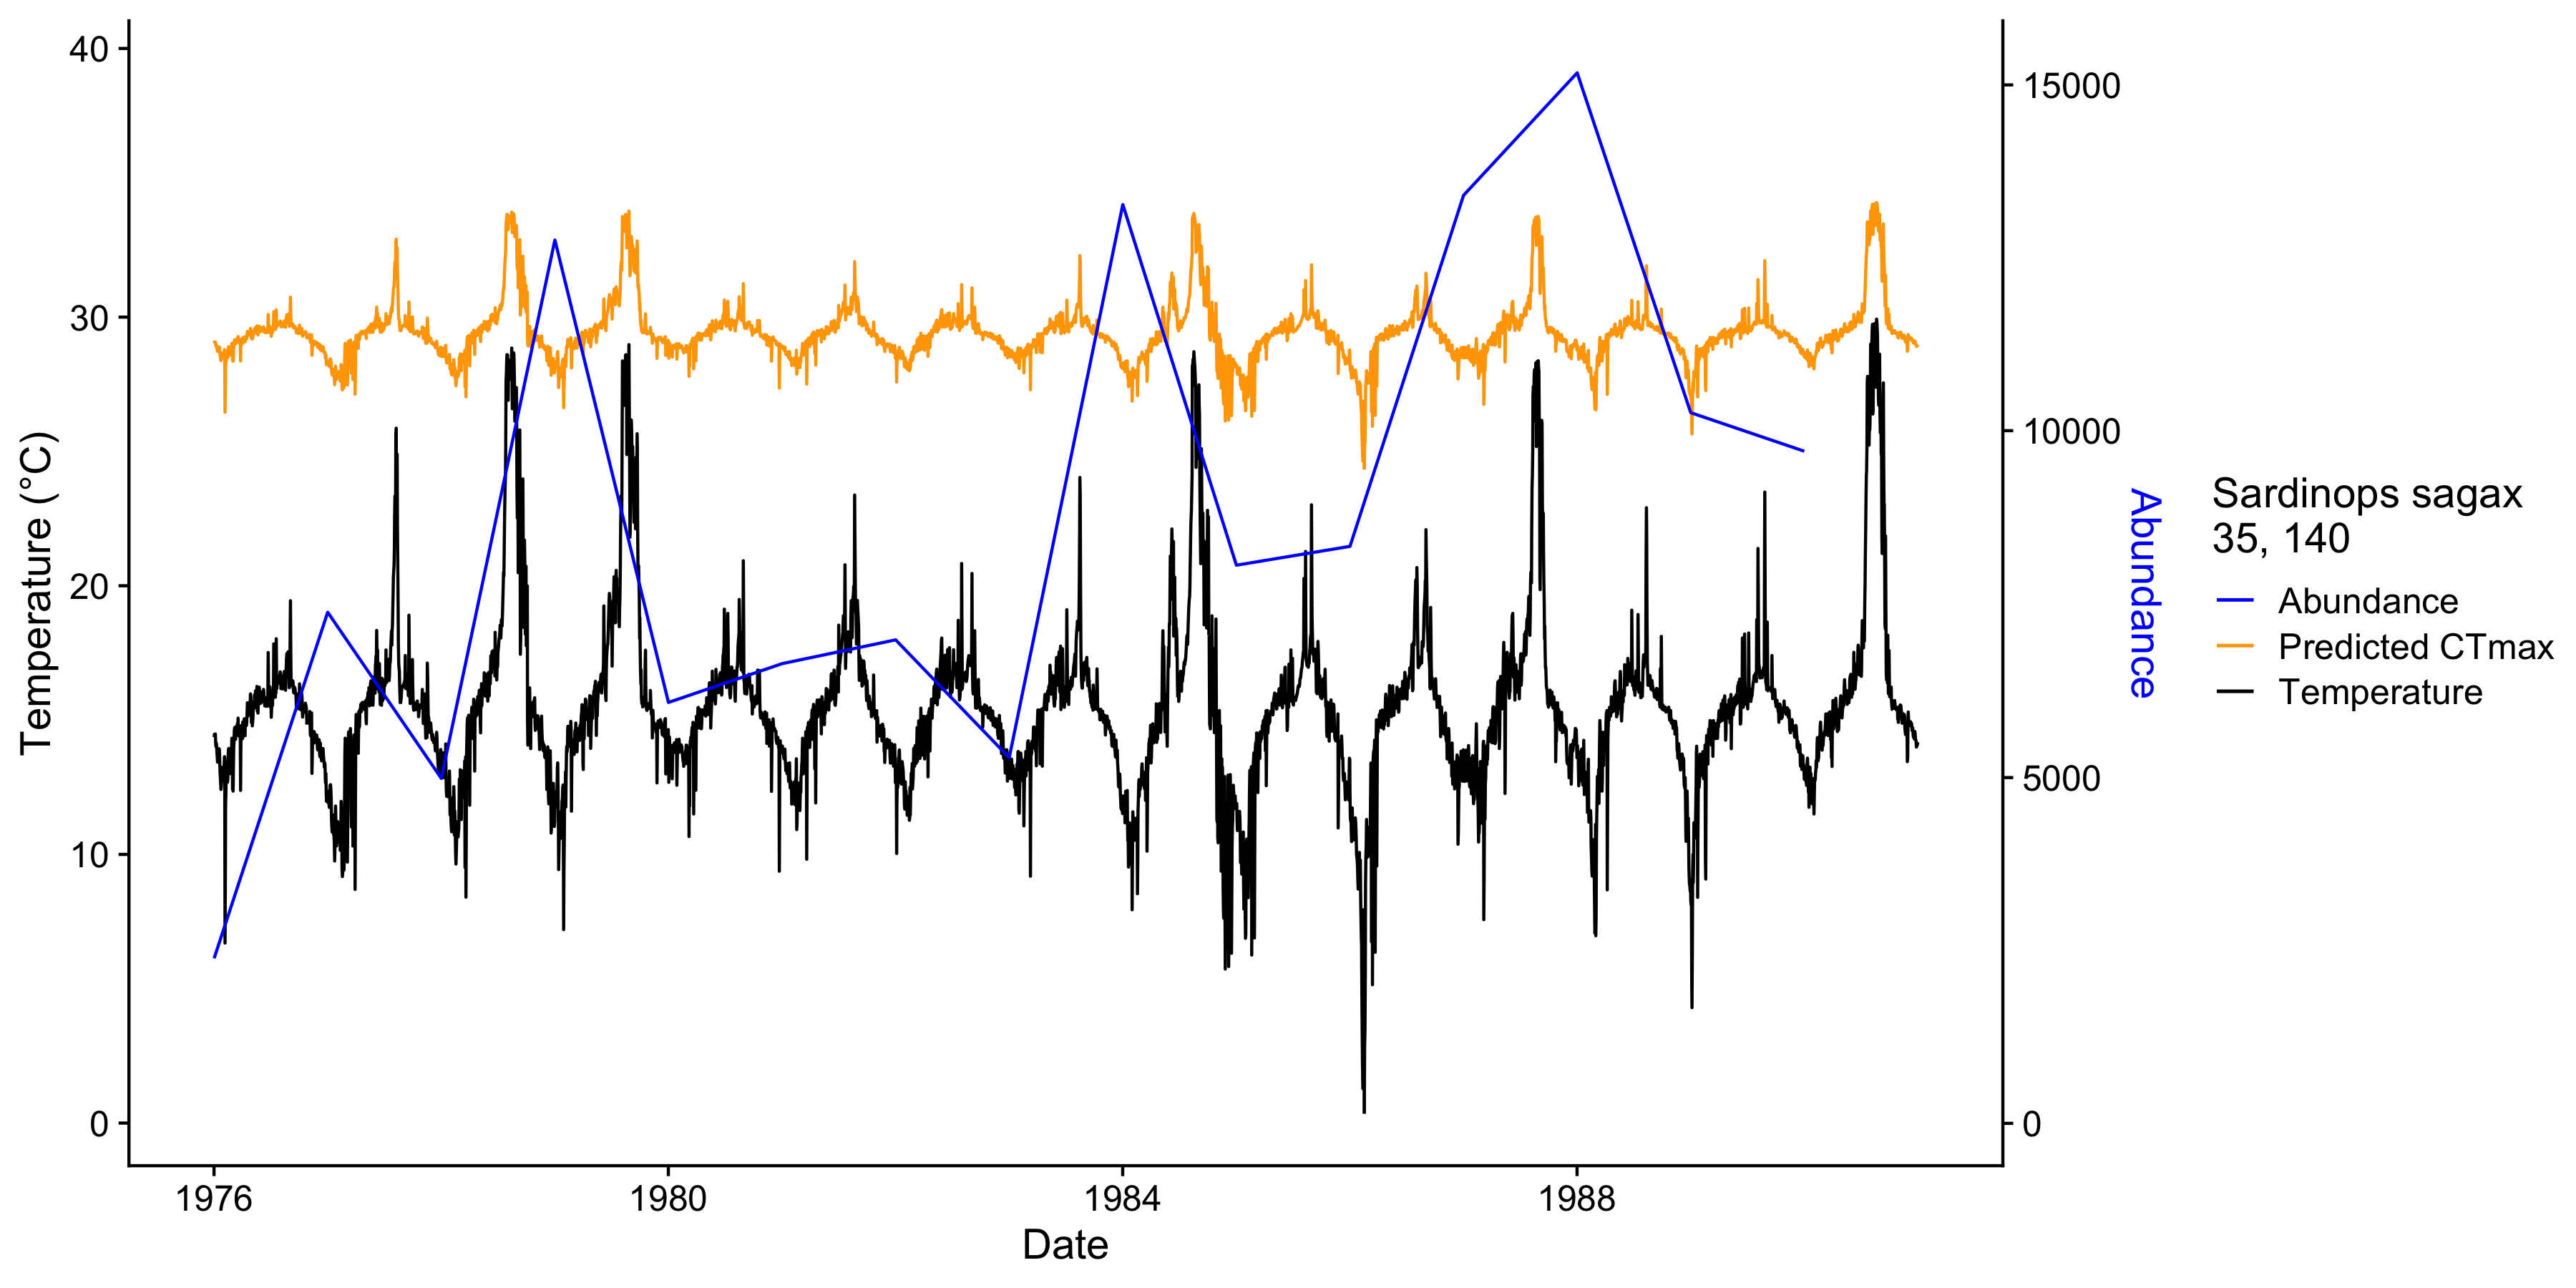 40
30
20
10
0
Temperature (°C)
1976
1980
1984
1988
Date
15000
10000
5000
0
Abundance
Sardinops sagax
35, 140
Abundance
Predicted CTmax
Temperature